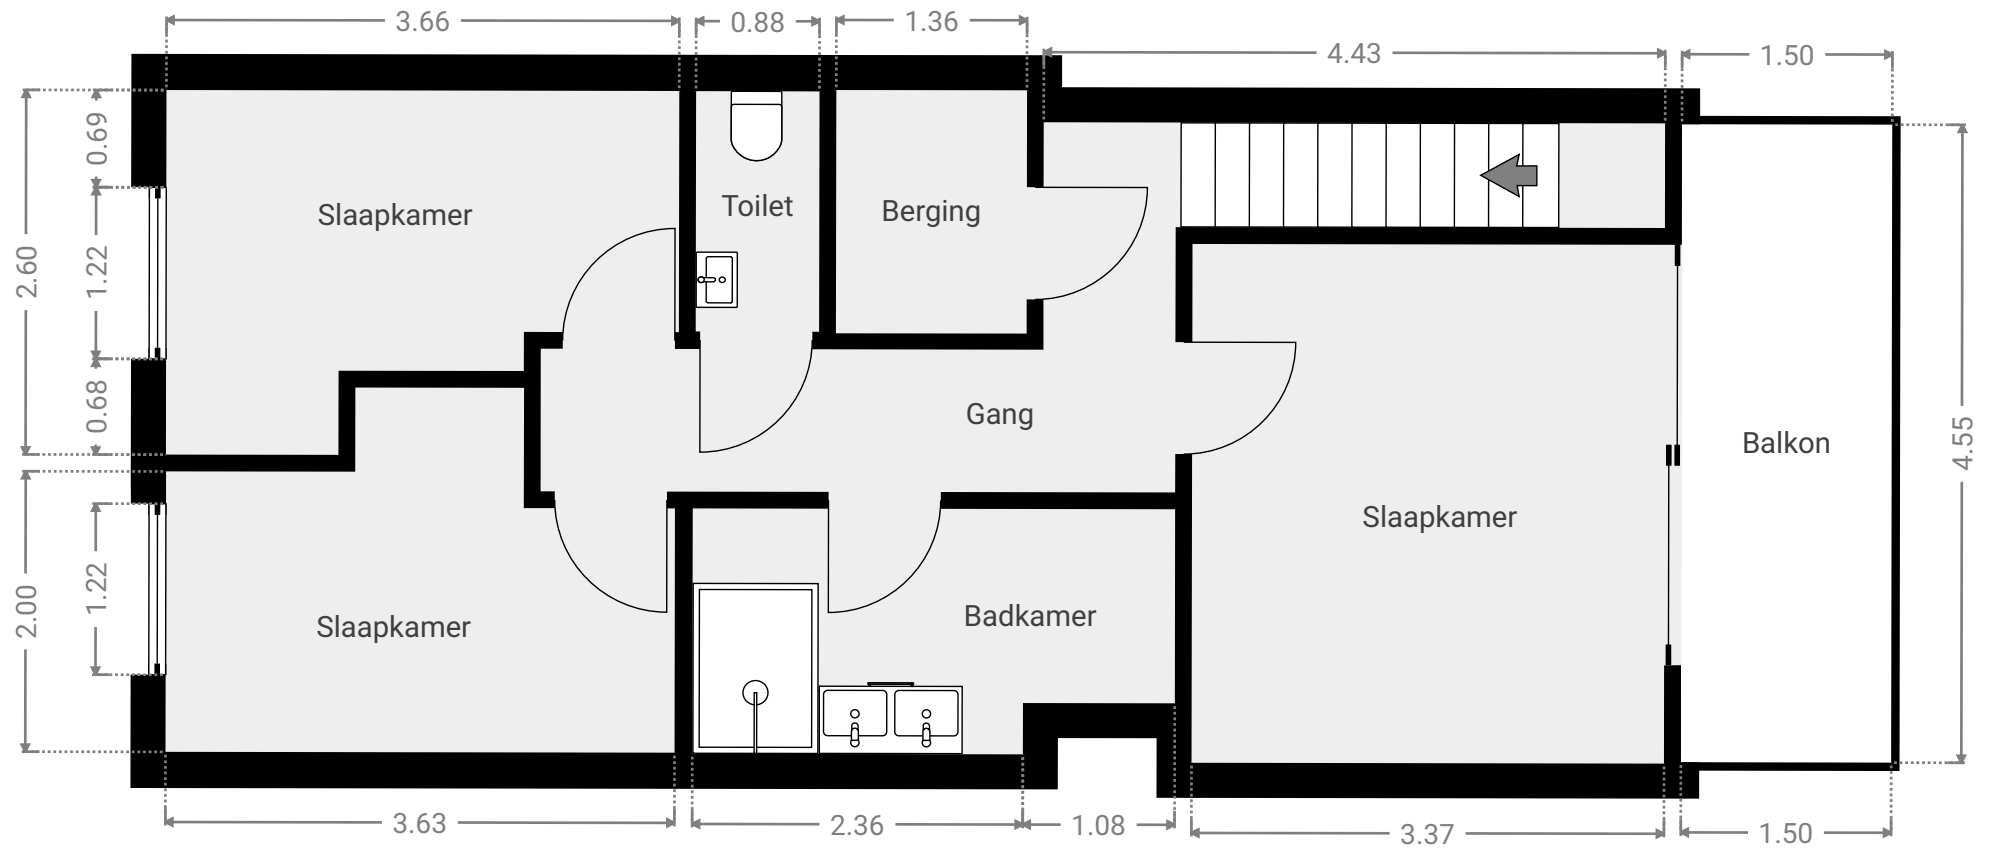 3.66
0.88
1.36
4.43
1.50
0.69
Slaapkamer
Toilet
Berging
2.60
1.22
0.68
Gang
Balkon
4.55
Slaapkamer
1.22
2.00
Slaapkamer
Badkamer
3.63
2.36
1.08
3.37
1.50